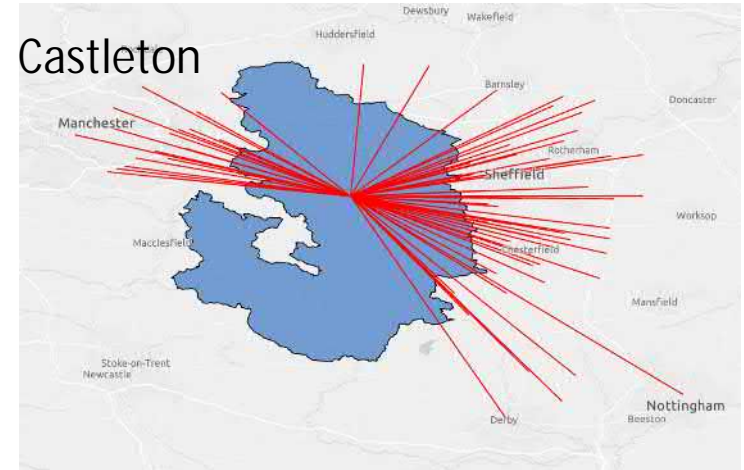 Castleton
Dewsbury
Wakefield
Huddersfield
Barnsley
Doncaster
Manchester
Rotherham
Sheffield
Worksop
Macclesfield
Chesterfield
Mansfield
Stoke-on-Trent
Newcastle
Nottingham
Derby
Beeston